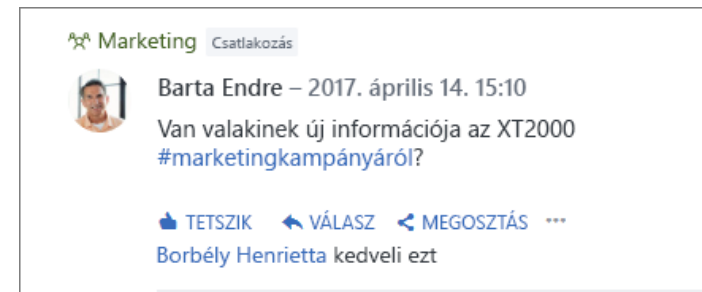 Marketing Csatlakozás
Barta Endre – 2017. április 14. 15:10
Van valakinek új információja az XT2000
#marketingkampányáról?
TETSZIK VÁLASZ MEGOSZTÁS ...
Borbély Henrietta kedveli ezt